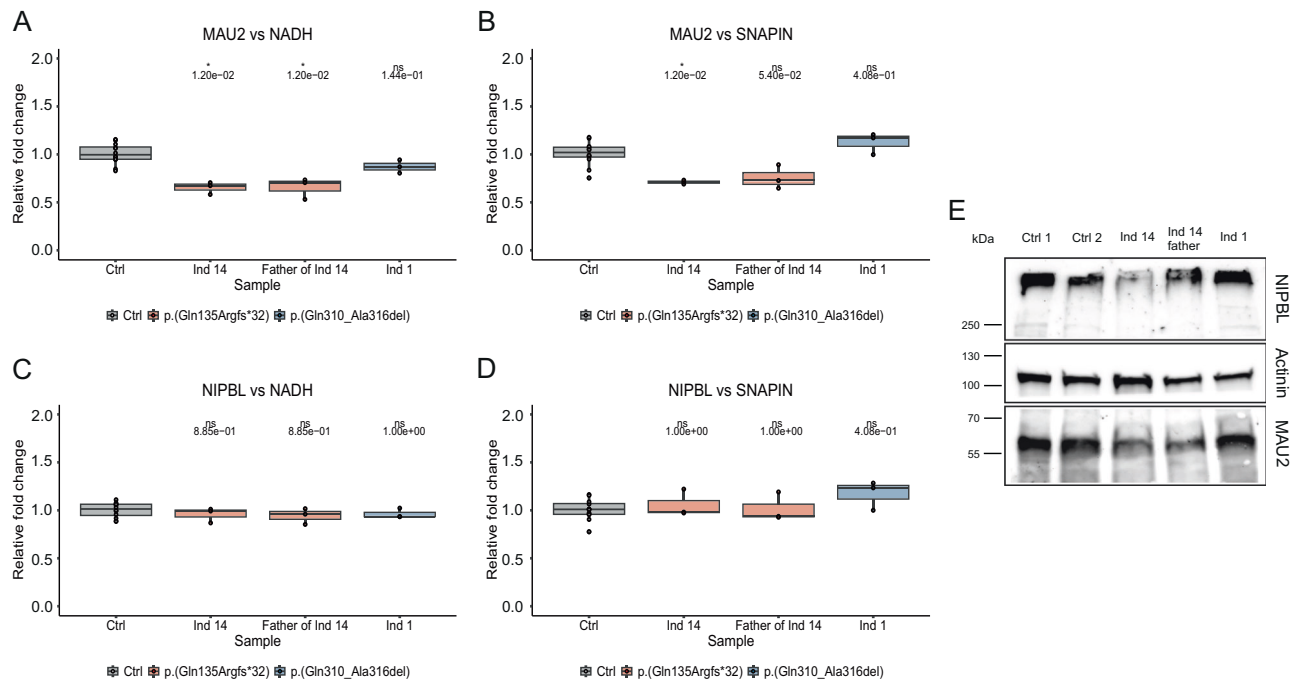 A
MAU2 vs NADH
Relative fold change
2.0
1.5
1.0
0.5
0.0
*
1.20e−02
*
1.20e−02
ns
1.44e−01
Ctrl
Ind 14
Father of Ind 14
Ind 1
Sample
Ctrl p.(Gln135Argfs*32) p.(Gln310_Ala316del)
B
MAU2 vs SNAPIN
Relative fold change
2.0
1.5
1.0
0.5
0.0
*
1.20e−02
ns
5.40e−02
ns
4.08e−01
Ctrl
Ind 14
Father of Ind 14
Ind 1
Sample
Ctrl p.(Gln135Argfs*32) p.(Gln310_Ala316del)
C
NIPBL vs NADH
Relative fold change
2.0
1.5
1.0
0.5
0.0
ns
8.85e−01
ns
8.85e−01
ns
1.00e+00
Ctrl
Ind 14
Father of Ind 14
Ind 1
Sample
Ctrl p.(Gln135Argfs*32) p.(Gln310_Ala316del)
D
NIPBL vs SNAPIN
Relative fold change
2.0
1.5
1.0
0.5
0.0
ns
1.00e+00
ns
1.00e+00
ns
4.08e−01
Ctrl
Ind 14
Father of Ind 14
Ind 1
Sample
Ctrl p.(Gln135Argfs*32) p.(Gln310_Ala316del)
E
kDa
Ctrl 1
Ctrl 2
Ind 14
Ind 14
father
Ind 1
250
NIPBL
130
100
Actinin
70
55
MAU2